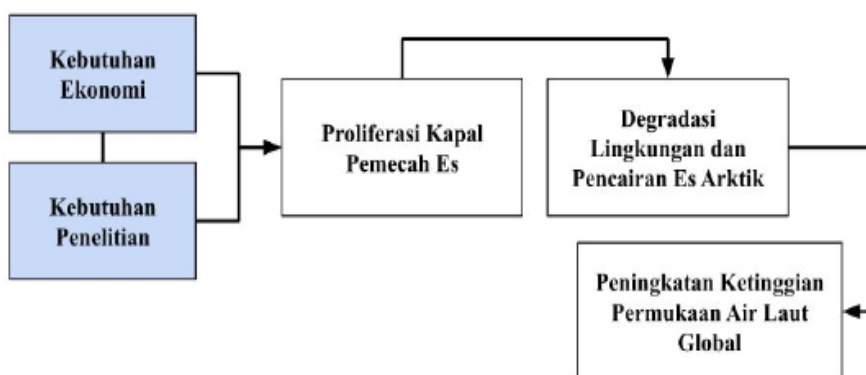 Kebutuhan
Ekonomi
Kebutuhan
Penelitian
Proliferasi Kapal
Pemecah Es
Degradasi
Lingkungan dan
Pencairan Es Arktik
Peningkatan Ketinggian
Permukaan Air Laut
Global